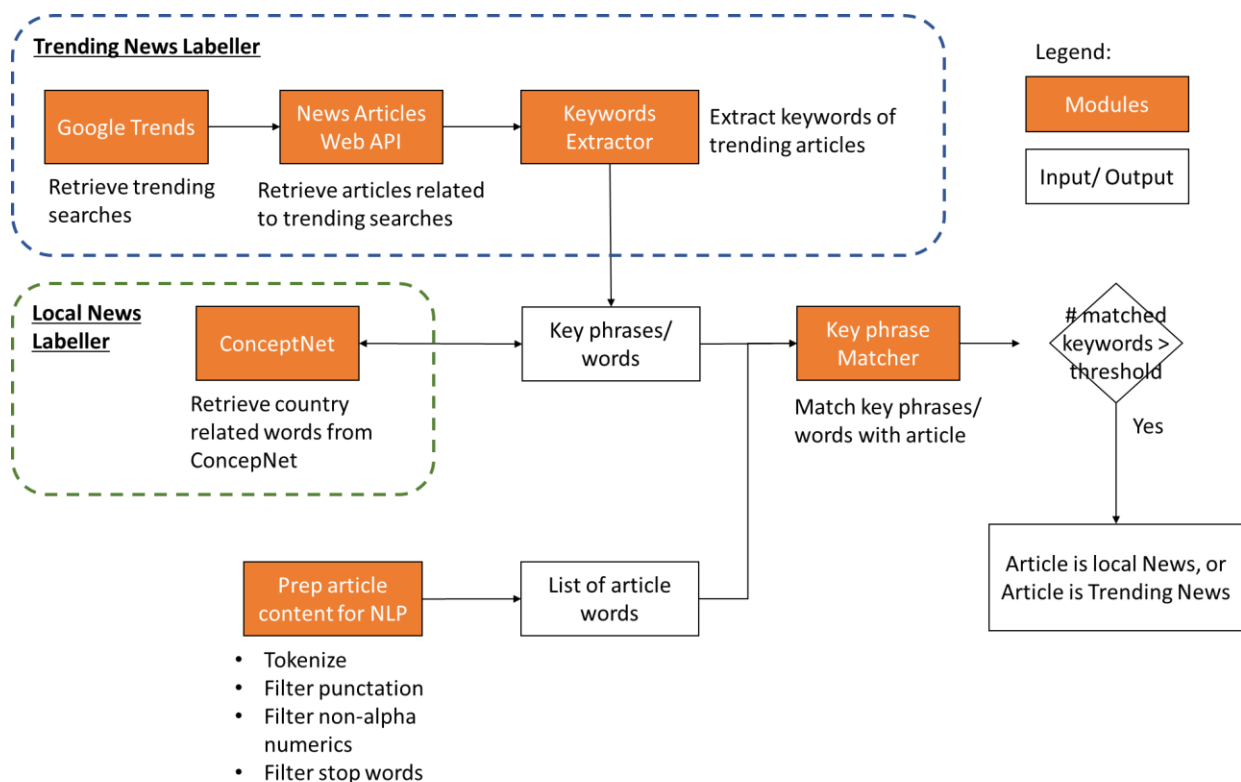 Trending News Labeller
Legend:
Google Trends
News Articles
Web API
Keywords
Extractor
Extract keywords of
trending articles
Modules
Retrieve trending
searches
Retrieve articles related
to trending searches
Input/ Output
Local News
Labeller
ConceptNet
Key phrases/
words
Key phrase
Matcher
# matched
keywords >
threshold
Retrieve country
related words from
ConcepNet
Match key phrases/
words with article
Yes
Prep article
content for NLP
List of article
words
Article is local News, or
Article is Trending News
• Tokenize
• Filter punctation
• Filter non-alpha
numerics
• Filter stop words